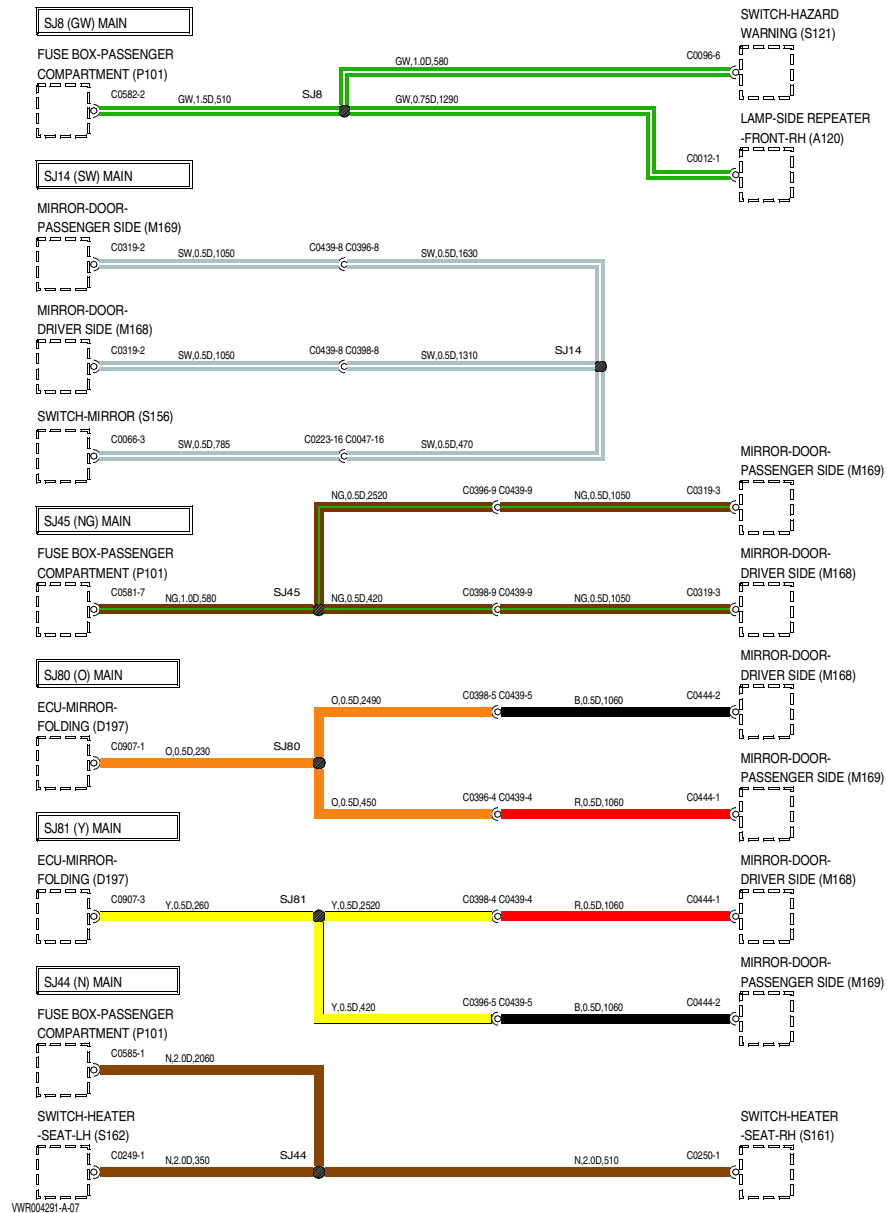 SJ8 (GW) MAIN
SWITCH-HAZARD
WARNING (S121)
FUSE BOX-PASSENGER
COMPARTMENT (P101)
C0582-2
GW,1.5D,510
SJ8
GW,1.0D,580
C0096-6
GW,0.75D,1290
LAMP-SIDE REPEATER
-FRONT-RH (A120)
C0012-1
SJ14 (SW) MAIN
MIRROR-DOOR-
PASSENGER SIDE (M169)
C0319-2
SW,0.5D,1050
C0439-8 C0396-8
SW,0.5D,1630
MIRROR-DOOR-
DRIVER SIDE (M168)
C0319-2
SW,0.5D,1050
C0439-8 C0398-8
SW,0.5D,1310
SJ14
SWITCH-MIRROR (S156)
C0066-3
SW,0.5D,785
C0223-16 C0047-16
SW,0.5D,470
MIRROR-DOOR-
PASSENGER SIDE (M169)
NG,0.5D,2520
C0396-9 C0439-9
NG,0.5D,1050
C0319-3
SJ45 (NG) MAIN
FUSE BOX-PASSENGER
COMPARTMENT (P101)
MIRROR-DOOR-
DRIVER SIDE (M168)
C0581-7
NG,1.0D,580
SJ45
NG,0.5D,420
C0398-9 C0439-9
NG,0.5D,1050
C0319-3
SJ80 (O) MAIN
MIRROR-DOOR-
DRIVER SIDE (M168)
ECU-MIRROR-
FOLDING (D197)
O,0.5D,2490
C0398-5 C0439-5
B,0.5D,1060
C0444-2
C0907-1
O,0.5D,230
SJ80
MIRROR-DOOR-
PASSENGER SIDE (M169)
O,0.5D,450
C0396-4 C0439-4
R,0.5D,1060
C0444-1
SJ81 (Y) MAIN
ECU-MIRROR-
FOLDING (D197)
MIRROR-DOOR-
DRIVER SIDE (M168)
C0907-3
Y,0.5D,260
SJ81
Y,0.5D,2520
C0398-4 C0439-4
R,0.5D,1060
C0444-1
SJ44 (N) MAIN
MIRROR-DOOR-
PASSENGER SIDE (M169)
Y,0.5D,420
C0396-5 C0439-5
B,0.5D,1060
C0444-2
FUSE BOX-PASSENGER
COMPARTMENT (P101)
C0585-1
N,2.0D,2060
SWITCH-HEATER
-SEAT-LH (S162)
SWITCH-HEATER
-SEAT-RH (S161)
C0249-1
N,2.0D,350
SJ44
N,2.0D,510
C0250-1
VWR004291-A-07